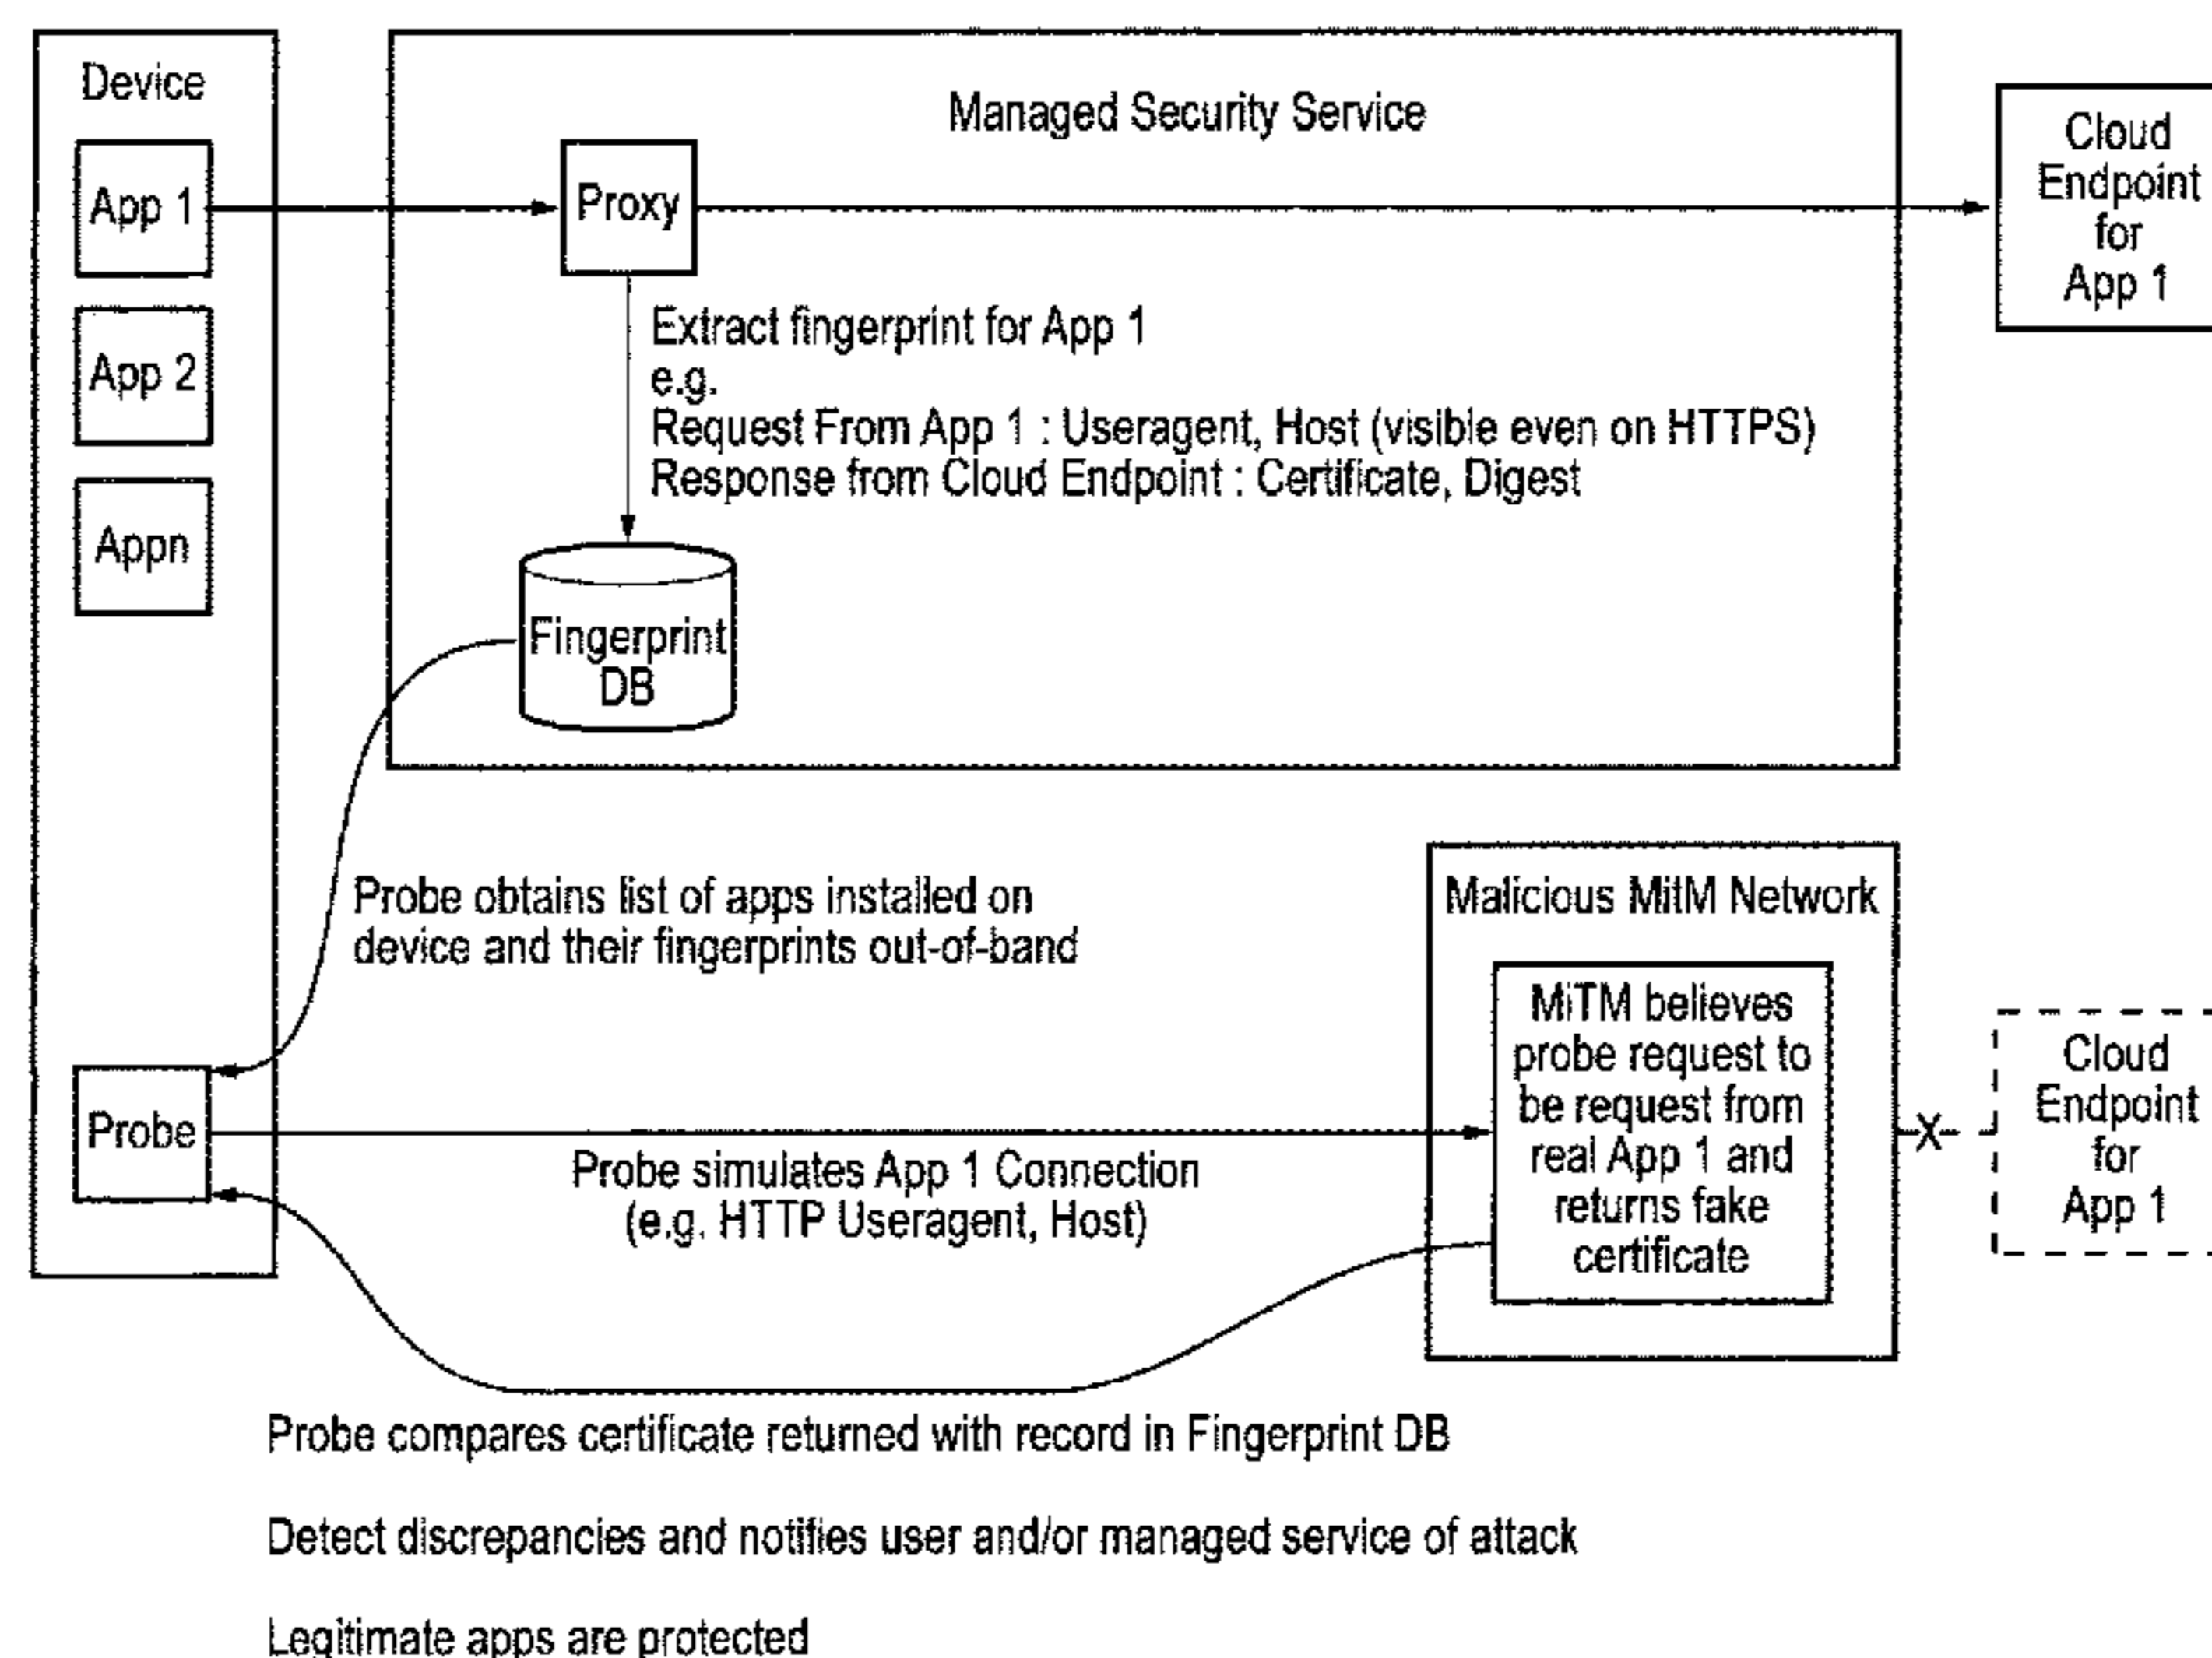 Device
App 1
App 2
Appn
Managed Security Service
Proxy
Extract fingerprint for App 1
e.g.
Request From App 1 : Useragent, Host (visible even on HTTPS)
Response from Cloud Endpoint : Certificate, Digest
Fingerprint
DB
Cloud
Endpoint
for
App 1
Probe obtains list of apps installed on
device and their fingerprints out-of-band
Probe
Probe simulates App 1 Connection
(e.g. HTTP Useragent, Host)
Malicious MitM Network
MiTM believes
probe request to
be request from
real App 1 and
returns fake
certificate
X
Cloud
Endpoint
for
App 1
Probe compares certificate returned with record in Fingerprint DB
Detect discrepancies and notifies user and/or managed service of attack
Legitimate apps are protected